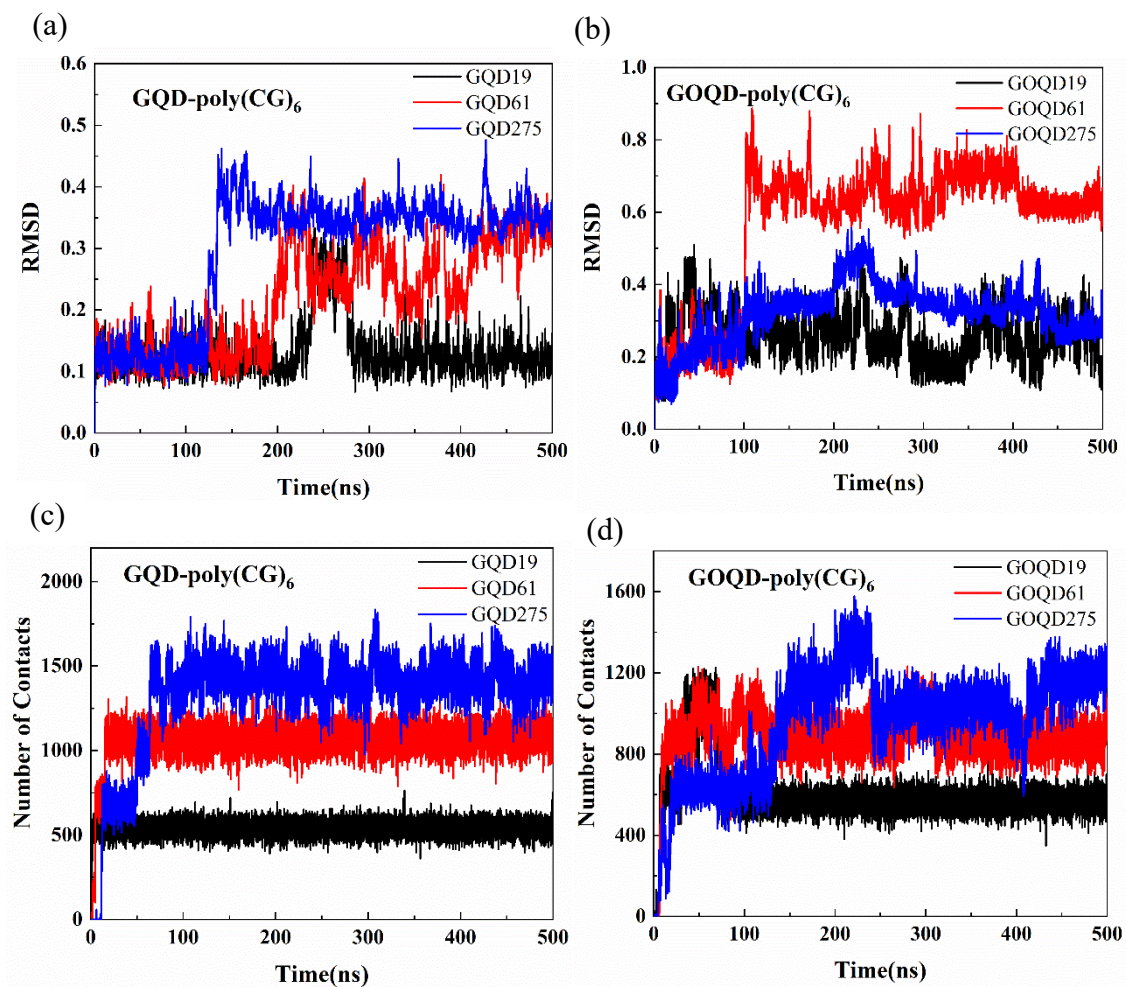 (a)
GQD-poly(CG)6
GQD19
GQD61
GQD275
RMSD
0.6
0.5
0.4
0.3
0.2
0.1
0.0
0 100 200 300 400 500
Time(ns)
(b)
GOQD-poly(CG)6
GOQD19
GOQD61
GOQD275
RMSD
1.0
0.8
0.6
0.4
0.2
0.0
0 100 200 300 400 500
Time(ns)
(c)
GQD-poly(CG)6
GQD19
GQD61
GQD275
Number of Contacts
2000
1500
1000
500
0
0 100 200 300 400 500
Time(ns)
(d)
GOQD-poly(CG)6
GOQD19
GOQD61
GOQD275
Number of Contacts
1600
1200
800
400
0
0 100 200 300 400 500
Time(ns)